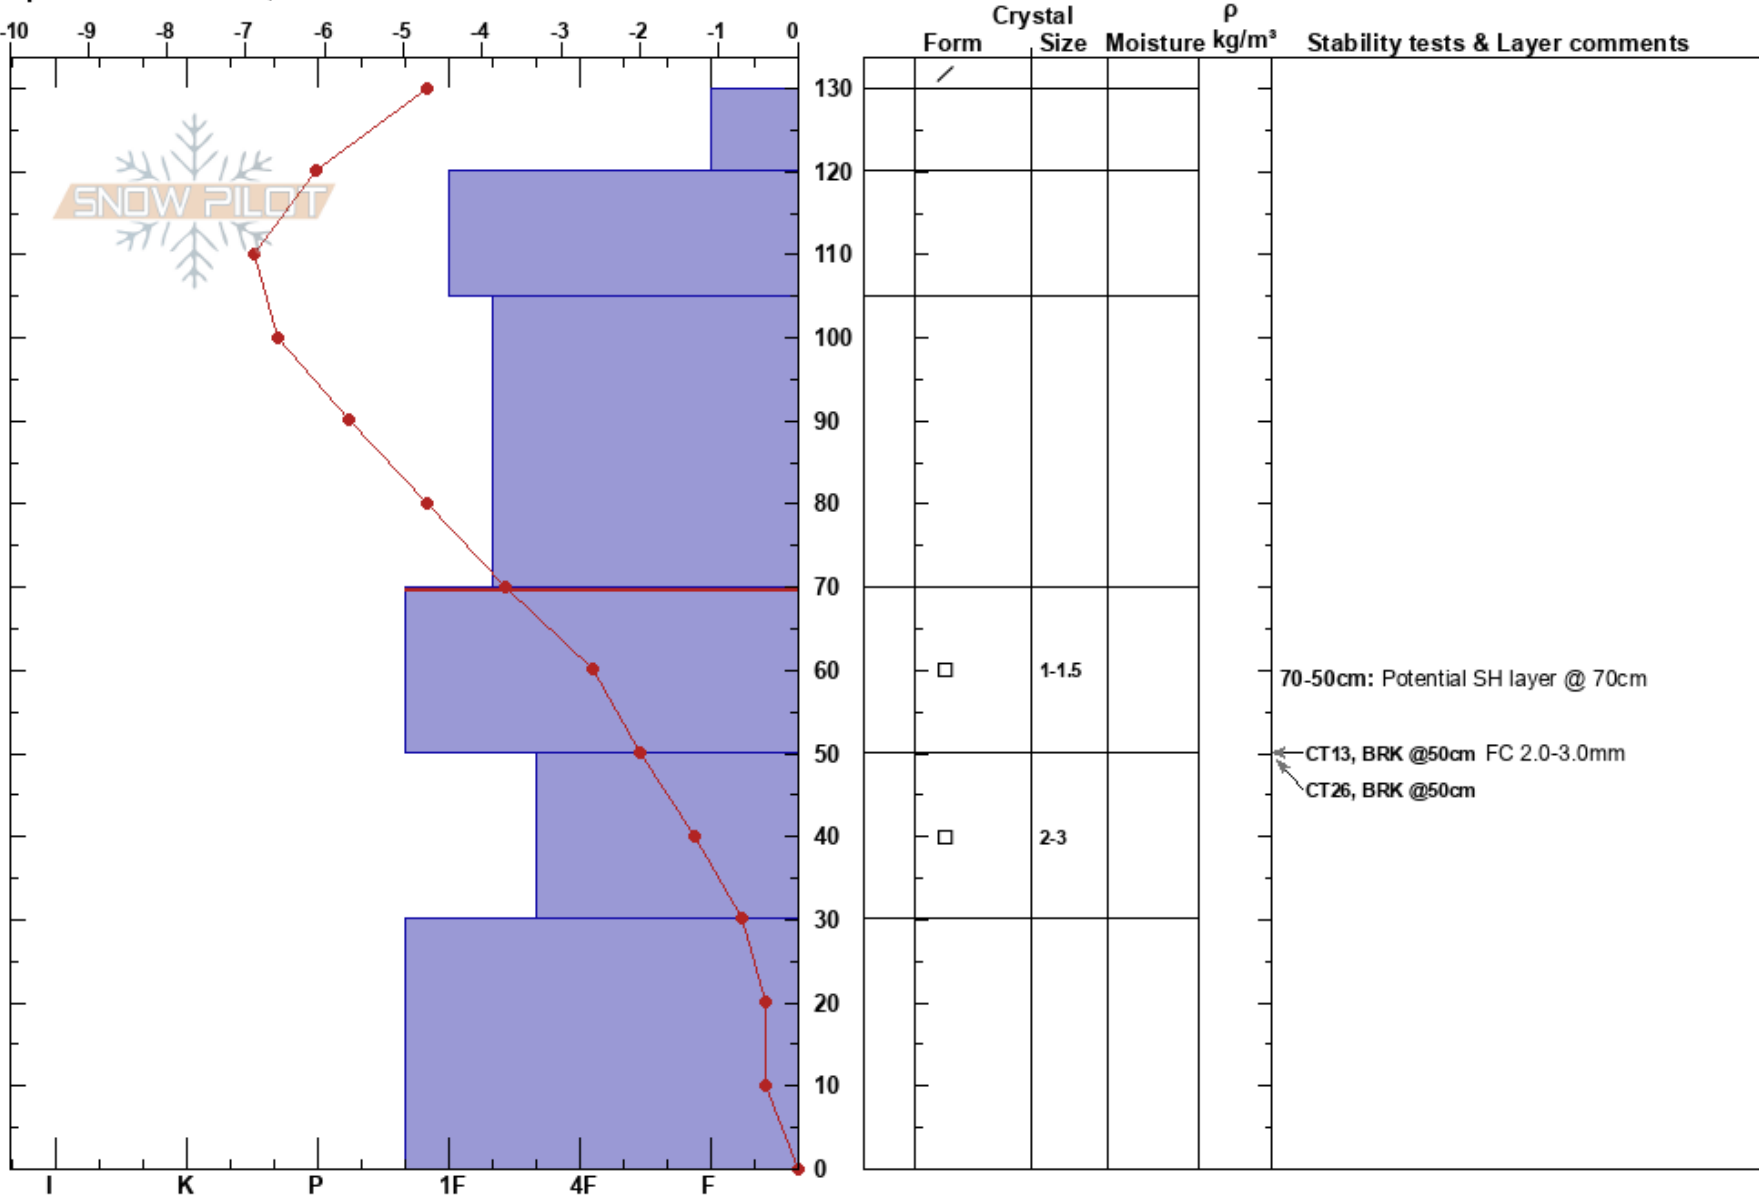 -10 -9 -8 -7 -6 -5 -4 -3 -2 -1 0
Crystal
ρ
Form Size Moisture kg/m³ Stability tests & Layer comments
130
120
SNOW PILOT
110
100
90
80
70
60 1-1.5 70-50cm: Potential SH layer @ 70cm
50 CT13, BRK @50cm FC 2.0-3.0mm
CT26, BRK @50cm
40 2-3
30
20
10
0
I K P 1F 4F F